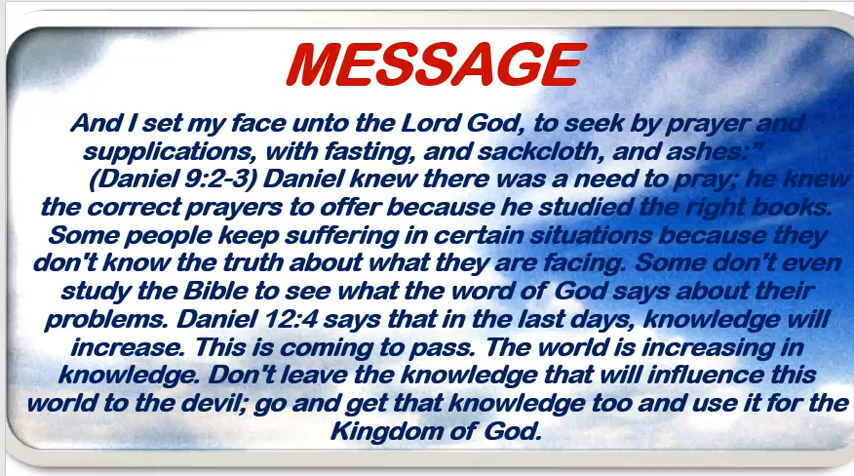 MESSAGE
And I set my face unto the Lord God, to seek by prayer and
supplications, with fasting, and sackcloth, and ashes:”
(Daniel 9:2-3) Daniel knew there was a need to pray; he knew
the correct prayers to offer because he studied the right books.
Some people keep suffering in certain situations because they
don't know the truth about what they are facing. Some don't even
study the Bible to see what the word of God says about their
problems. Daniel 12:4 says that in the last days, knowledge will
increase. This is coming to pass. The world is increasing in
knowledge. Don't leave the knowledge that will influence this
world to the devil; go and get that knowledge too and use it for the
Kingdom of God.